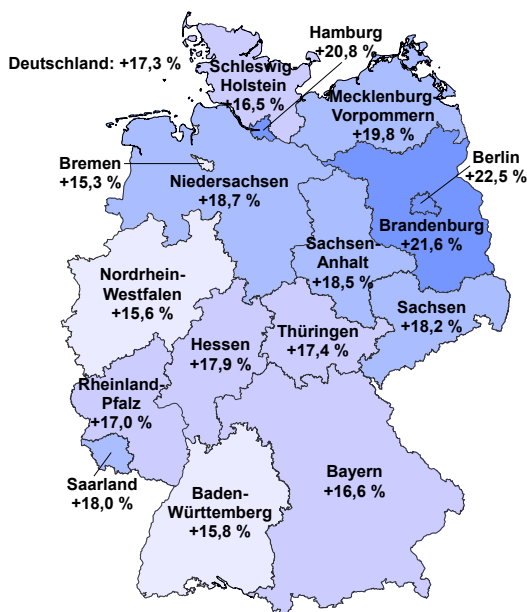 Hamburg
+20,8 %
Deutschland: +17,3 %
Schleswig-
Holstein
+16,5 %
Mecklenburg-
Vorpommern
+19,8 %
Bremen
+15,3 %
Niedersachsen
+18,7 %
Berlin
+22,5 %
Brandenburg
+21,6 %
Sachsen-
Anhalt
+18,5 %
Nordrhein-
Westfalen
+15,6 %
Sachsen
+18,2 %
Hessen
+17,9 %
Thüringen
+17,4 %
Rheinland-
Pfalz
+17,0 %
Saarland
+18,0 %
Baden-
Württemberg
+15,8 %
Bayern
+16,6 %